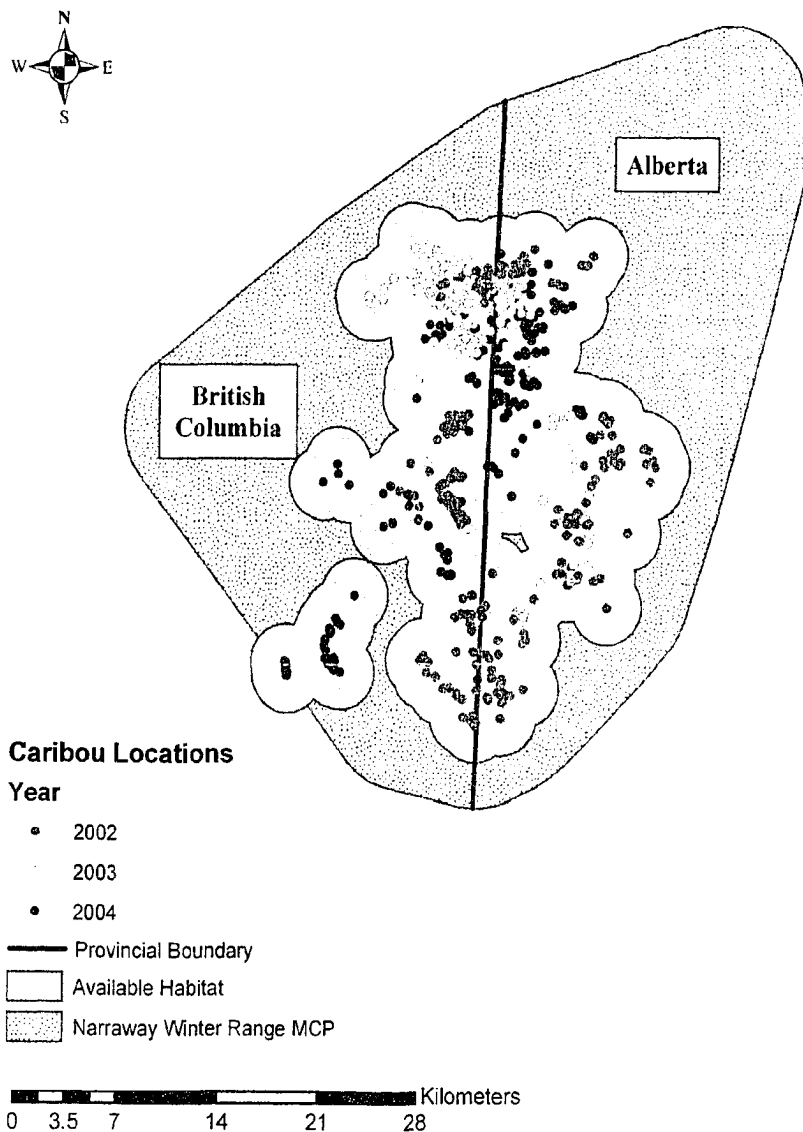 N
W E
S
Alberta
British
Columbia
Caribou Locations
Year
2002
2003
2004
Provincial Boundary
Available Habitat
Narraway Winter Range MCP
Kilometers
0 3.5 7 14 21 28